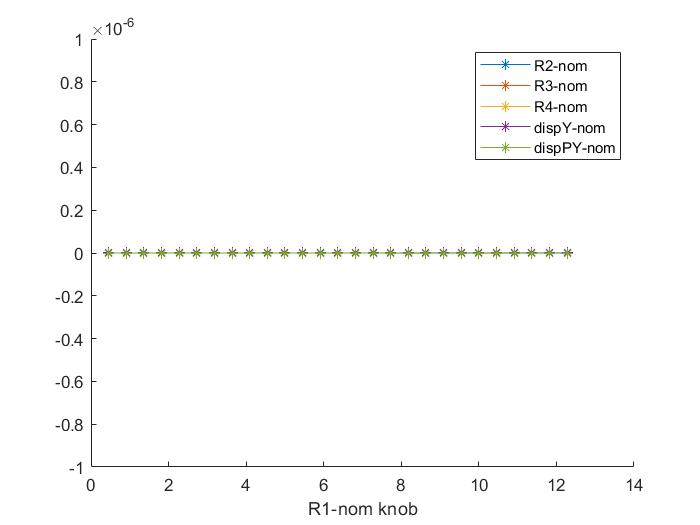 ×10-6
1
0.8
0.6
0.4
0.2
0
-0.2
-0.4
-0.6
-0.8
-1
0 2 4 6 8 10 12 14
R1-nom knob
R2-nom
R3-nom
R4-nom
dispY-nom
dispPY-nom